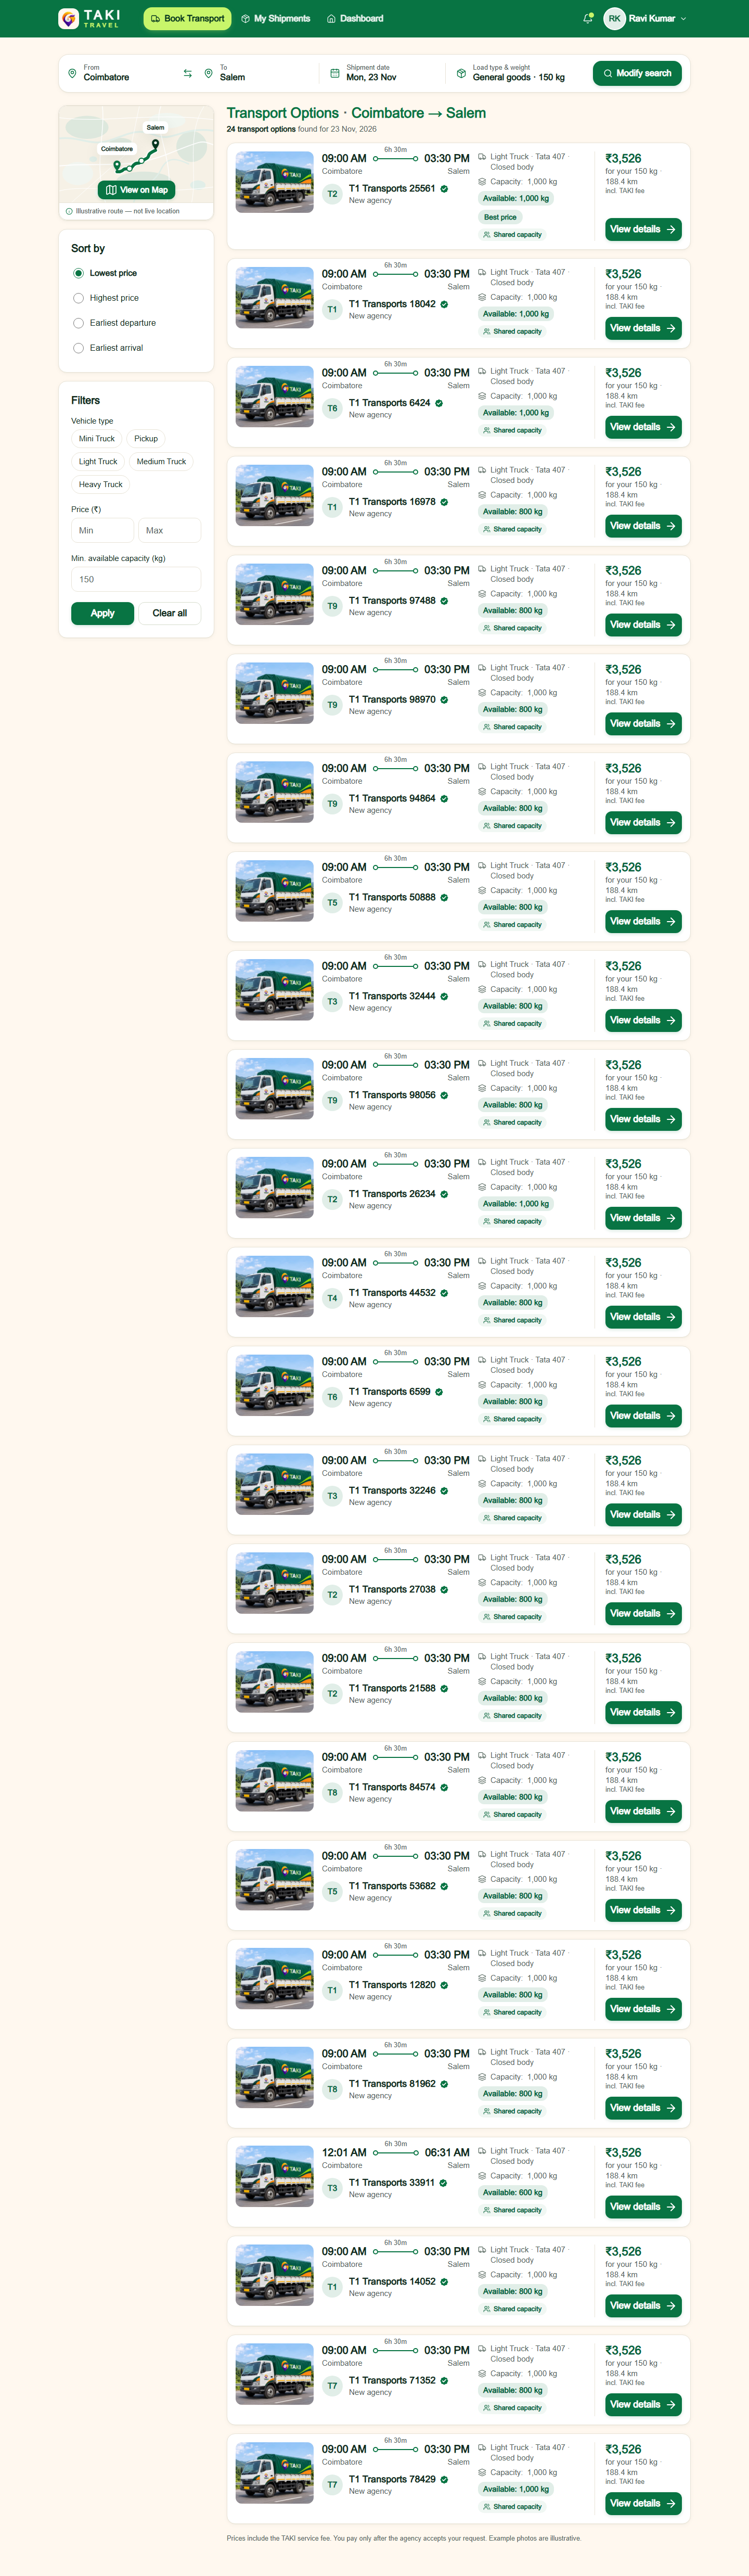 TAKI
TRAVEL
Book Transport
My Shipments
Dashboard
RK
Ravi Kumar
From
Coimbatore
To
Salem
Shipment date
Mon, 23 Nov
Load type & weight
General goods · 150 kg
Modify search
Salem
Coimbatore
View on Map
Illustrative route — not live location
Sort by
Lowest price
Highest price
Earliest departure
Earliest arrival
Filters
Vehicle type
Mini Truck
Pickup
Light Truck
Medium Truck
Heavy Truck
Price (₹)
Min
Max
Min. available capacity (kg)
150
Apply
Clear all
Transport Options · Coimbatore → Salem
24 transport options found for 23 Nov, 2026
TAKI
09:00 AM
6h 30m
03:30 PM
Coimbatore
Salem
T2
T1 Transports 25561
New agency
Light Truck · Tata 407 ·
Closed body
Capacity: 1,000 kg
Available: 1,000 kg
Best price
Shared capacity
₹3,526
for your 150 kg ·
188.4 km
incl. TAKI fee
View details
TAKI
09:00 AM
6h 30m
03:30 PM
Coimbatore
Salem
T1
T1 Transports 18042
New agency
Light Truck · Tata 407 ·
Closed body
Capacity: 1,000 kg
Available: 1,000 kg
Shared capacity
₹3,526
for your 150 kg ·
188.4 km
incl. TAKI fee
View details
TAKI
09:00 AM
6h 30m
03:30 PM
Coimbatore
Salem
T6
T1 Transports 6424
New agency
Light Truck · Tata 407 ·
Closed body
Capacity: 1,000 kg
Available: 1,000 kg
Shared capacity
₹3,526
for your 150 kg ·
188.4 km
incl. TAKI fee
View details
TAKI
09:00 AM
6h 30m
03:30 PM
Coimbatore
Salem
T1
T1 Transports 16978
New agency
Light Truck · Tata 407 ·
Closed body
Capacity: 1,000 kg
Available: 800 kg
Shared capacity
₹3,526
for your 150 kg ·
188.4 km
incl. TAKI fee
View details
TAKI
09:00 AM
6h 30m
03:30 PM
Coimbatore
Salem
T9
T1 Transports 97488
New agency
Light Truck · Tata 407 ·
Closed body
Capacity: 1,000 kg
Available: 800 kg
Shared capacity
₹3,526
for your 150 kg ·
188.4 km
incl. TAKI fee
View details
TAKI
09:00 AM
6h 30m
03:30 PM
Coimbatore
Salem
T9
T1 Transports 98970
New agency
Light Truck · Tata 407 ·
Closed body
Capacity: 1,000 kg
Available: 800 kg
Shared capacity
₹3,526
for your 150 kg ·
188.4 km
incl. TAKI fee
View details
TAKI
09:00 AM
6h 30m
03:30 PM
Coimbatore
Salem
T9
T1 Transports 94864
New agency
Light Truck · Tata 407 ·
Closed body
Capacity: 1,000 kg
Available: 800 kg
Shared capacity
₹3,526
for your 150 kg ·
188.4 km
incl. TAKI fee
View details
TAKI
09:00 AM
6h 30m
03:30 PM
Coimbatore
Salem
T5
T1 Transports 50888
New agency
Light Truck · Tata 407 ·
Closed body
Capacity: 1,000 kg
Available: 800 kg
Shared capacity
₹3,526
for your 150 kg ·
188.4 km
incl. TAKI fee
View details
TAKI
09:00 AM
6h 30m
03:30 PM
Coimbatore
Salem
T3
T1 Transports 32444
New agency
Light Truck · Tata 407 ·
Closed body
Capacity: 1,000 kg
Available: 800 kg
Shared capacity
₹3,526
for your 150 kg ·
188.4 km
incl. TAKI fee
View details
TAKI
09:00 AM
6h 30m
03:30 PM
Coimbatore
Salem
T9
T1 Transports 98056
New agency
Light Truck · Tata 407 ·
Closed body
Capacity: 1,000 kg
Available: 800 kg
Shared capacity
₹3,526
for your 150 kg ·
188.4 km
incl. TAKI fee
View details
TAKI
09:00 AM
6h 30m
03:30 PM
Coimbatore
Salem
T2
T1 Transports 26234
New agency
Light Truck · Tata 407 ·
Closed body
Capacity: 1,000 kg
Available: 1,000 kg
Shared capacity
₹3,526
for your 150 kg ·
188.4 km
incl. TAKI fee
View details
TAKI
09:00 AM
6h 30m
03:30 PM
Coimbatore
Salem
T4
T1 Transports 44532
New agency
Light Truck · Tata 407 ·
Closed body
Capacity: 1,000 kg
Available: 800 kg
Shared capacity
₹3,526
for your 150 kg ·
188.4 km
incl. TAKI fee
View details
TAKI
09:00 AM
6h 30m
03:30 PM
Coimbatore
Salem
T6
T1 Transports 6599
New agency
Light Truck · Tata 407 ·
Closed body
Capacity: 1,000 kg
Available: 800 kg
Shared capacity
₹3,526
for your 150 kg ·
188.4 km
incl. TAKI fee
View details
TAKI
09:00 AM
6h 30m
03:30 PM
Coimbatore
Salem
T3
T1 Transports 32246
New agency
Light Truck · Tata 407 ·
Closed body
Capacity: 1,000 kg
Available: 800 kg
Shared capacity
₹3,526
for your 150 kg ·
188.4 km
incl. TAKI fee
View details
TAKI
09:00 AM
6h 30m
03:30 PM
Coimbatore
Salem
T2
T1 Transports 27038
New agency
Light Truck · Tata 407 ·
Closed body
Capacity: 1,000 kg
Available: 800 kg
Shared capacity
₹3,526
for your 150 kg ·
188.4 km
incl. TAKI fee
View details
TAKI
09:00 AM
6h 30m
03:30 PM
Coimbatore
Salem
T2
T1 Transports 21588
New agency
Light Truck · Tata 407 ·
Closed body
Capacity: 1,000 kg
Available: 800 kg
Shared capacity
₹3,526
for your 150 kg ·
188.4 km
incl. TAKI fee
View details
TAKI
09:00 AM
6h 30m
03:30 PM
Coimbatore
Salem
T8
T1 Transports 84574
New agency
Light Truck · Tata 407 ·
Closed body
Capacity: 1,000 kg
Available: 800 kg
Shared capacity
₹3,526
for your 150 kg ·
188.4 km
incl. TAKI fee
View details
TAKI
09:00 AM
6h 30m
03:30 PM
Coimbatore
Salem
T5
T1 Transports 53682
New agency
Light Truck · Tata 407 ·
Closed body
Capacity: 1,000 kg
Available: 800 kg
Shared capacity
₹3,526
for your 150 kg ·
188.4 km
incl. TAKI fee
View details
TAKI
09:00 AM
6h 30m
03:30 PM
Coimbatore
Salem
T1
T1 Transports 12820
New agency
Light Truck · Tata 407 ·
Closed body
Capacity: 1,000 kg
Available: 800 kg
Shared capacity
₹3,526
for your 150 kg ·
188.4 km
incl. TAKI fee
View details
TAKI
09:00 AM
6h 30m
03:30 PM
Coimbatore
Salem
T8
T1 Transports 81962
New agency
Light Truck · Tata 407 ·
Closed body
Capacity: 1,000 kg
Available: 800 kg
Shared capacity
₹3,526
for your 150 kg ·
188.4 km
incl. TAKI fee
View details
TAKI
12:01 AM
6h 30m
06:31 AM
Coimbatore
Salem
T3
T1 Transports 33911
New agency
Light Truck · Tata 407 ·
Closed body
Capacity: 1,000 kg
Available: 600 kg
Shared capacity
₹3,526
for your 150 kg ·
188.4 km
incl. TAKI fee
View details
TAKI
09:00 AM
6h 30m
03:30 PM
Coimbatore
Salem
T1
T1 Transports 14052
New agency
Light Truck · Tata 407 ·
Closed body
Capacity: 1,000 kg
Available: 800 kg
Shared capacity
₹3,526
for your 150 kg ·
188.4 km
incl. TAKI fee
View details
TAKI
09:00 AM
6h 30m
03:30 PM
Coimbatore
Salem
T7
T1 Transports 71352
New agency
Light Truck · Tata 407 ·
Closed body
Capacity: 1,000 kg
Available: 800 kg
Shared capacity
₹3,526
for your 150 kg ·
188.4 km
incl. TAKI fee
View details
TAKI
09:00 AM
6h 30m
03:30 PM
Coimbatore
Salem
T7
T1 Transports 78429
New agency
Light Truck · Tata 407 ·
Closed body
Capacity: 1,000 kg
Available: 1,000 kg
Shared capacity
₹3,526
for your 150 kg ·
188.4 km
incl. TAKI fee
View details
Prices include the TAKI service fee. You pay only after the agency accepts your request. Example photos are illustrative.